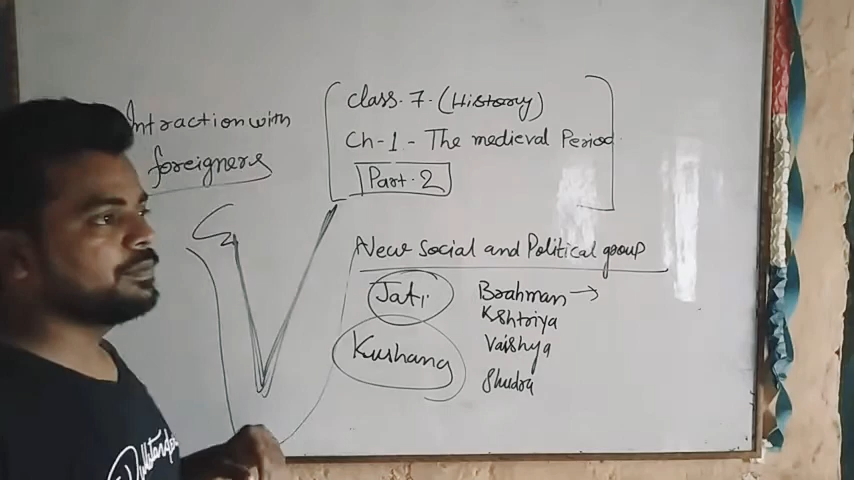 Intraction with
foreigners
Class. 7. (History)
Ch-1 - The medieval Period.
Part. 2
New Social and Political group
Jati.
Brahman →
Kshtriya
Vaishya
Shudra
Kushang